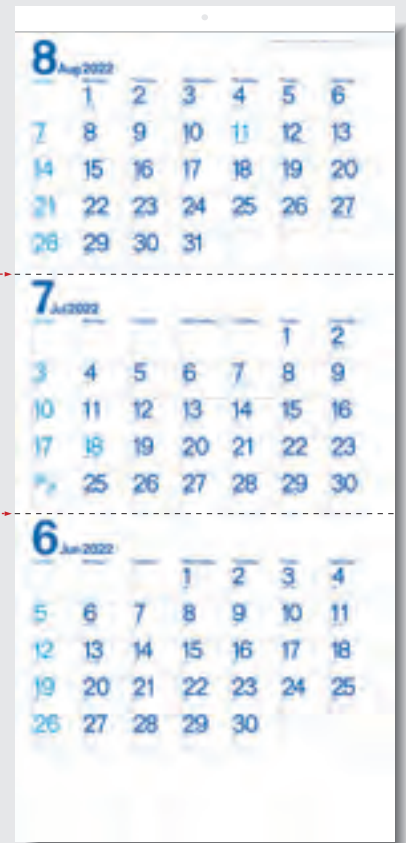 8 Aug 2022
1 2 3 4 5 6
7 8 9 10 11 12 13
14 15 16 17 18 19 20
21 22 23 24 25 26 27
28 29 30 31
7 Jul 2022
1 2
3 4 5 6 7 8 9
10 11 12 13 14 15 16
17 18 19 20 21 22 23
25 26 27 28 29 30
6 Jun 2022
1 2 3 4
5 6 7 8 9 10 11
12 13 14 15 16 17 18
19 20 21 22 23 24 25
26 27 28 29 30